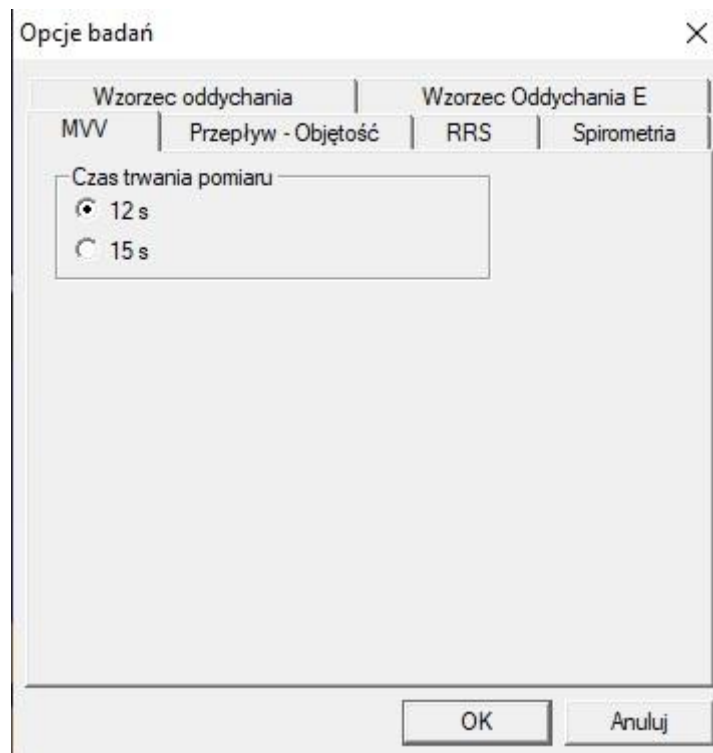 Opcje badań
Wzorzec oddychania Wzorzec Oddychania E
MVV Przepływ - Objętość RRS Spirometria
Czas trwania pomiaru
12 s
15 s
OK Anuluj